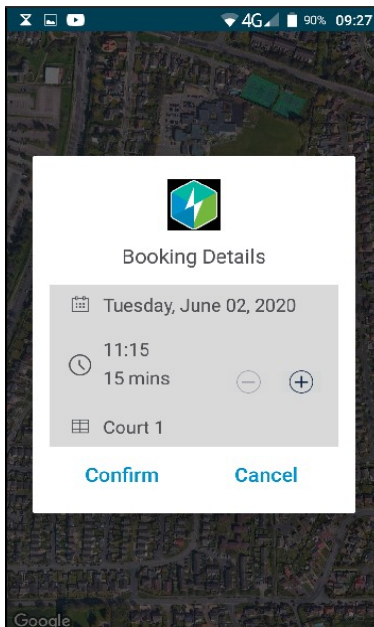 4G 90% 09:27
Booking Details
Tuesday, June 02, 2020
11:15
15 mins
Court 1
Confirm Cancel
Google